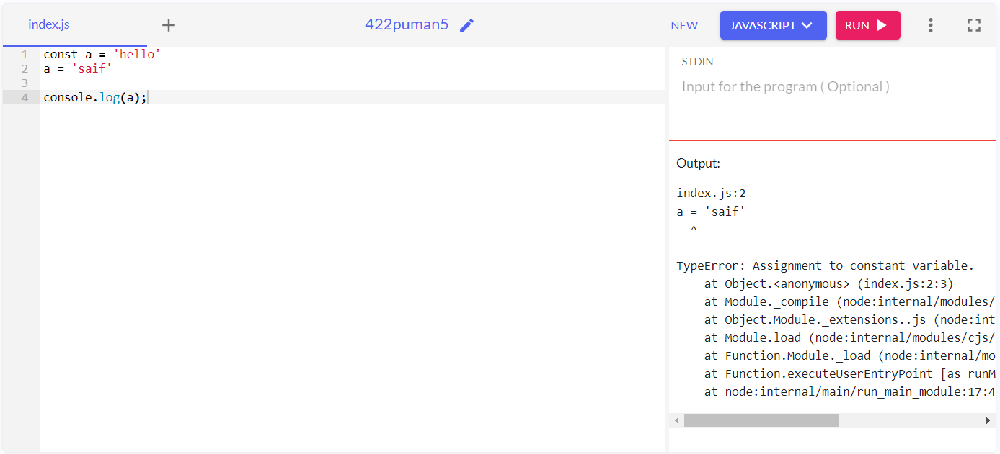 index.js
422puman5
NEW
JAVASCRIPT
RUN
1 const a = 'hello'
2 a = 'saif'
3
4 console.log(a);
STDIN
Input for the program ( Optional )
Output:
index.js:2
a = 'saif'
^
TypeError: Assignment to constant variable.
at Object.<anonymous> (index.js:2:3)
at Module._compile (node:internal/modules/
at Object.Module._extensions..js (node:int
at Module.load (node:internal/modules/cjs/
at Function.Module._load (node:internal/mo
at Function.executeUserEntryPoint [as runM
at node:internal/main/run_main_module:17:4